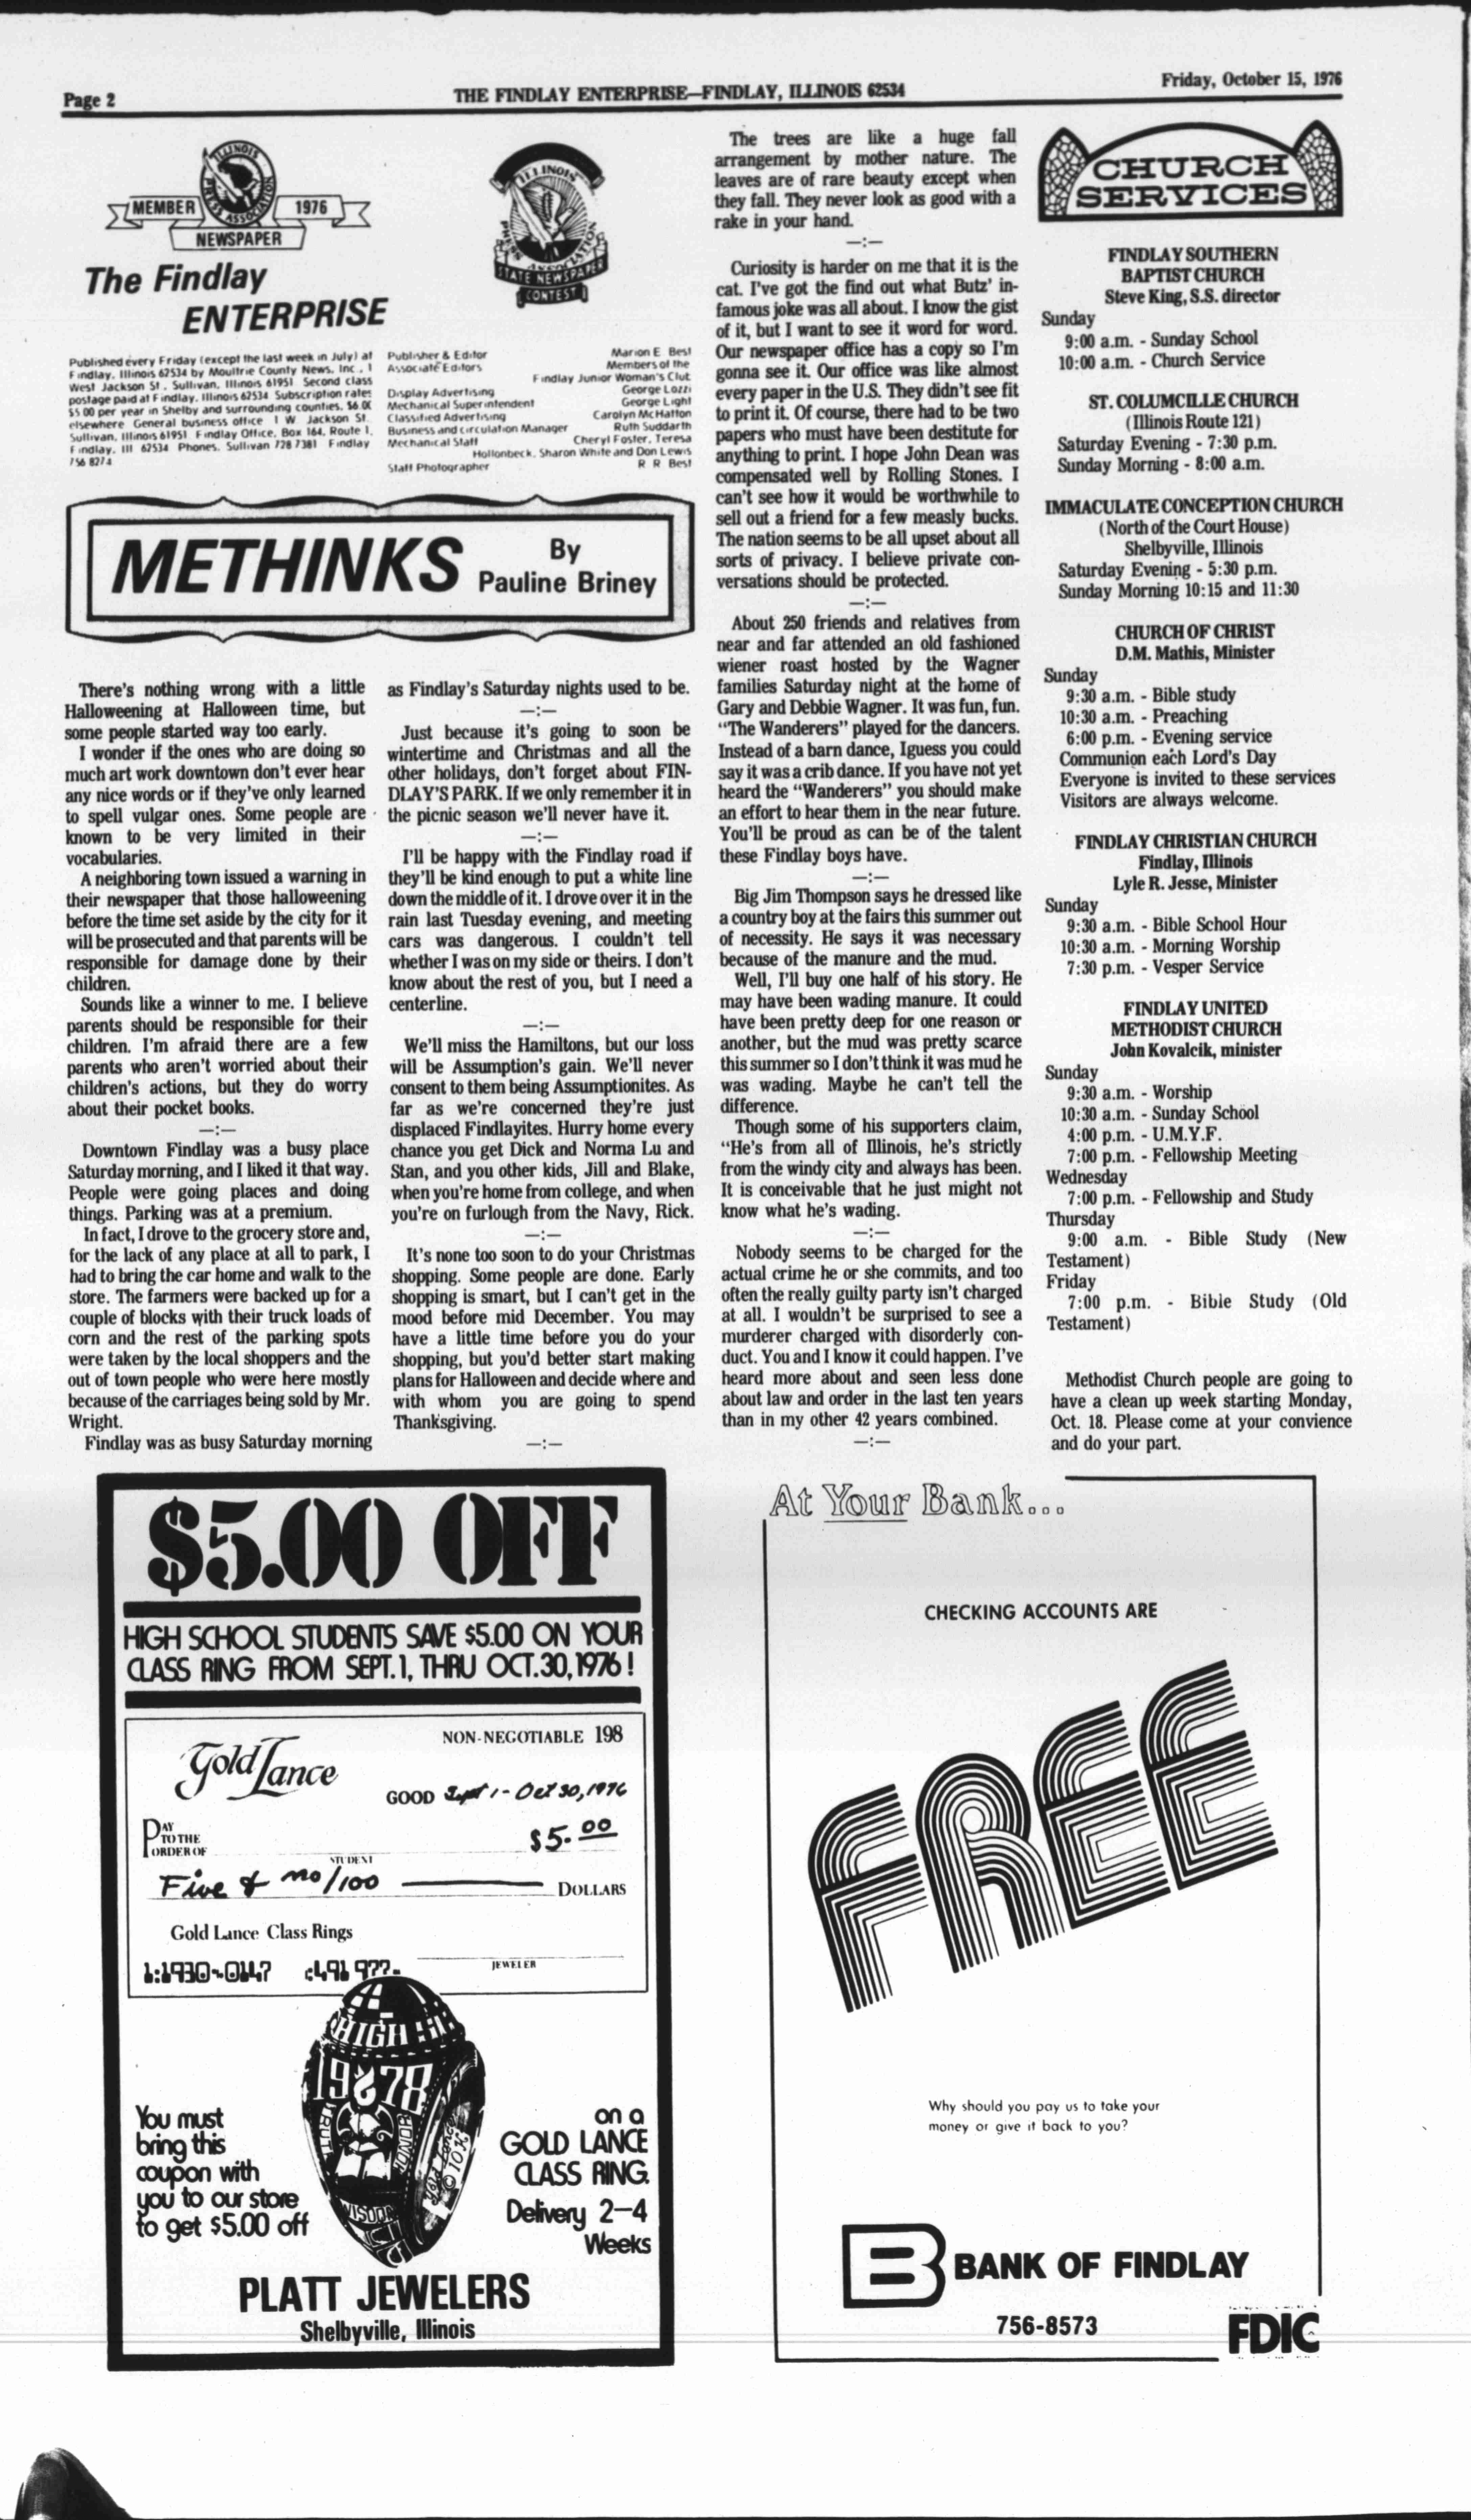 Page 2
THE FINDLAY ENTERPRISE—FINDLAY, ILLINOIS 62534
Friday, October 15, 1976
ILLINOIS
PRESS ASSOCIATION
MEMBER
1976
NEWSPAPER
ILLINOIS
PRESS ASSOCIATION
STATE NEWSPAPER
CONTEST
The Findlay
ENTERPRISE
Published every Friday (except the last week in July) at
Findlay, Illinois 62534 by Moultrie County News, Inc., 1
West Jackson St., Sullivan, Illinois 61951 Second class
postage paid at Findlay, Illinois 62534 Subscription rates
$5.00 per year in Shelby and surrounding counties, $6.00
elsewhere General business office 1 W. Jackson St.
Sullivan, Illinois 61951 Findlay Office, Box 164, Route 1,
Findlay, Ill 62534 Phones, Sullivan 728 7381 Findlay
756 8274
Publisher & Editor Marion E. Best
Associate Editors Members of the
Findlay Junior Woman's Club
Display Advertising George Lozzi
Mechanical Superintendent George Light
Classified Advertising Carolyn McHatton
Business and circulation Manager Ruth Suddarth
Mechanical Staff Cheryl Foster, Teresa
Hollonbeck, Sharon White and Don Lewis
Staff Photographer R R Best
METHINKS By
Pauline Briney
There's nothing wrong with a little
Halloweening at Halloween time, but
some people started way too early.
I wonder if the ones who are doing so
much art work downtown don't ever hear
any nice words or if they've only learned
to spell vulgar ones. Some people are
known to be very limited in their
vocabularies.
A neighboring town issued a warning in
their newspaper that those halloweening
before the time set aside by the city for it
will be prosecuted and that parents will be
responsible for damage done by their
children.
Sounds like a winner to me. I believe
parents should be responsible for their
children. I'm afraid there are a few
parents who aren't worried about their
children's actions, but they do worry
about their pocket books.
—:—
Downtown Findlay was a busy place
Saturday morning, and I liked it that way.
People were going places and doing
things. Parking was at a premium.
In fact, I drove to the grocery store and,
for the lack of any place at all to park, I
had to bring the car home and walk to the
store. The farmers were backed up for a
couple of blocks with their truck loads of
corn and the rest of the parking spots
were taken by the local shoppers and the
out of town people who were here mostly
because of the carriages being sold by Mr.
Wright.
Findlay was as busy Saturday morning
as Findlay's Saturday nights used to be.
—:—
Just because it's going to soon be
wintertime and Christmas and all the
other holidays, don't forget about FIN-
DLAY'S PARK. If we only remember it in
the picnic season we'll never have it.
—:—
I'll be happy with the Findlay road if
they'll be kind enough to put a white line
down the middle of it. I drove over it in the
rain last Tuesday evening, and meeting
cars was dangerous. I couldn't tell
whether I was on my side or theirs. I don't
know about the rest of you, but I need a
centerline.
—:—
We'll miss the Hamiltons, but our loss
will be Assumption's gain. We'll never
consent to them being Assumptionites. As
far as we're concerned they're just
displaced Findlayites. Hurry home every
chance you get Dick and Norma Lu and
Stan, and you other kids, Jill and Blake,
when you're home from college, and when
you're on furlough from the Navy, Rick.
—:—
It's none too soon to do your Christmas
shopping. Some people are done. Early
shopping is smart, but I can't get in the
mood before mid December. You may
have a little time before you do your
shopping, but you'd better start making
plans for Halloween and decide where and
with whom you are going to spend
Thanksgiving.
—:—
The trees are like a huge fall
arrangement by mother nature. The
leaves are of rare beauty except when
they fall. They never look as good with a
rake in your hand.
—:—
Curiosity is harder on me that it is the
cat. I've got the find out what Butz' in-
famous joke was all about. I know the gist
of it, but I want to see it word for word.
Our newspaper office has a copy so I'm
gonna see it. Our office was like almost
every paper in the U.S. They didn't see fit
to print it. Of course, there had to be two
papers who must have been destitute for
anything to print. I hope John Dean was
compensated well by Rolling Stones. I
can't see how it would be worthwhile to
sell out a friend for a few measly bucks.
The nation seems to be all upset about all
sorts of privacy. I believe private con-
versations should be protected.
—:—
About 250 friends and relatives from
near and far attended an old fashioned
wiener roast hosted by the Wagner
families Saturday night at the home of
Gary and Debbie Wagner. It was fun, fun.
"The Wanderers" played for the dancers.
Instead of a barn dance, Iguess you could
say it was a crib dance. If you have not yet
heard the "Wanderers" you should make
an effort to hear them in the near future.
You'll be proud as can be of the talent
these Findlay boys have.
—:—
Big Jim Thompson says he dressed like
a country boy at the fairs this summer out
of necessity. He says it was necessary
because of the manure and the mud.
Well, I'll buy one half of his story. He
may have been wading manure. It could
have been pretty deep for one reason or
another, but the mud was pretty scarce
this summer so I don't think it was mud he
was wading. Maybe he can't tell the
difference.
Though some of his supporters claim,
"He's from all of Illinois, he's strictly
from the windy city and always has been.
It is conceivable that he just might not
know what he's wading.
—:—
Nobody seems to be charged for the
actual crime he or she commits, and too
often the really guilty party isn't charged
at all. I wouldn't be surprised to see a
murderer charged with disorderly con-
duct. You and I know it could happen. I've
heard more about and seen less done
about law and order in the last ten years
than in my other 42 years combined.
—:—
CHURCH
SERVICES
FINDLAY SOUTHERN
BAPTIST CHURCH
Steve King, S.S. director
Sunday
9:00 a.m. - Sunday School
10:00 a.m. - Church Service
ST. COLUMCILLE CHURCH
(Illinois Route 121)
Saturday Evening - 7:30 p.m.
Sunday Morning - 8:00 a.m.
IMMACULATE CONCEPTION CHURCH
(North of the Court House)
Shelbyville, Illinois
Saturday Evening - 5:30 p.m.
Sunday Morning 10:15 and 11:30
CHURCH OF CHRIST
D.M. Mathis, Minister
Sunday
9:30 a.m. - Bible study
10:30 a.m. - Preaching
6:00 p.m. - Evening service
Communion each Lord's Day
Everyone is invited to these services
Visitors are always welcome.
FINDLAY CHRISTIAN CHURCH
Findlay, Illinois
Lyle R. Jesse, Minister
Sunday
9:30 a.m. - Bible School Hour
10:30 a.m. - Morning Worship
7:30 p.m. - Vesper Service
FINDLAY UNITED
METHODIST CHURCH
John Kovalcik, minister
Sunday
9:30 a.m. - Worship
10:30 a.m. - Sunday School
4:00 p.m. - U.M.Y.F.
7:00 p.m. - Fellowship Meeting
Wednesday
7:00 p.m. - Fellowship and Study
Thursday
9:00 a.m. - Bible Study (New
Testament)
Friday
7:00 p.m. - Bible Study (Old
Testament)
Methodist Church people are going to
have a clean up week starting Monday,
Oct. 18. Please come at your convience
and do your part.
$5.00 OFF
HIGH SCHOOL STUDENTS SAVE $5.00 ON YOUR
CLASS RING FROM SEPT. 1, THRU OCT. 30, 1976!
NON-NEGOTIABLE 198
Gold Lance
GOOD Sept 1 - Oct 30, 1976
PAY
TO THE
ORDER OF
STUDENT
$5.00
Five & no/100 DOLLARS
Gold Lance Class Rings
JEWELER
HIGH
1978
HONOR
WISDOM
Gold Lance
© 10K
You must
bring this
coupon with
you to our store
to get $5.00 off
on a
GOLD LANCE
CLASS RING.
Delivery 2—4
Weeks
PLATT JEWELERS
Shelbyville, Illinois
At Your Bank...
CHECKING ACCOUNTS ARE
FREE
Why should you pay us to take your
money or give it back to you?
B BANK OF FINDLAY
756-8573
FDIC